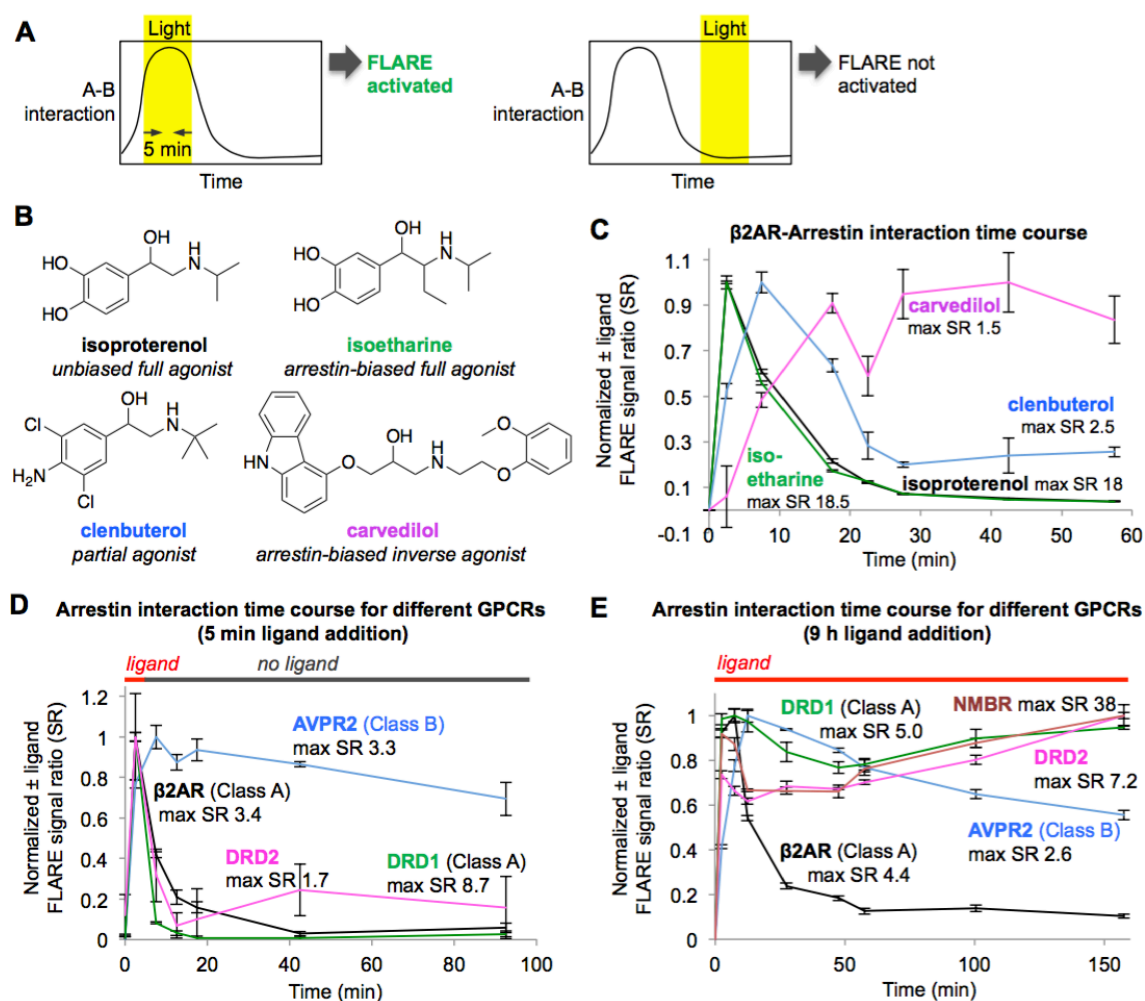 A
Light
A-B
interaction
5 min
Time
FLARE
activated
Light
A-B
interaction
Time
FLARE not
activated
B
OH
H
N
HO
HO
isoproterenol
unbiased full agonist
OH
H
N
HO
HO
isoetharine
arrestin-biased full agonist
OH
H
N
Cl
H2N
Cl
clenbuterol
partial agonist
HN
O
OH
N
H
O
O
carvedilol
arrestin-biased inverse agonist
C
β2AR-Arrestin interaction time course
Normalized ± ligand
FLARE signal ratio (SR)
1.1
0.9
0.7
0.5
0.3
0.1
-0.1
carvedilol
max SR 1.5
clenbuterol
max SR 2.5
iso-
etharine
max SR 18.5
isoproterenol max SR 18
0 10 20 30 40 50 60
Time (min)
D
Arrestin interaction time course for different GPCRs
(5 min ligand addition)
ligand
no ligand
Normalized ± ligand
FLARE signal ratio (SR)
1.2
1
0.8
0.6
0.4
0.2
0
AVPR2 (Class B)
max SR 3.3
β2AR (Class A)
max SR 3.4
DRD2
max SR 1.7
DRD1 (Class A)
max SR 8.7
0 20 40 60 80 100
Time (min)
E
Arrestin interaction time course for different GPCRs
(9 h ligand addition)
ligand
Normalized ± ligand
FLARE signal ratio (SR)
1
0.8
0.6
0.4
0.2
0
DRD1 (Class A)
max SR 5.0
NMBR max SR 38
DRD2
max SR 7.2
AVPR2 (Class B)
max SR 2.6
β2AR (Class A)
max SR 4.4
0 50 100 150
Time (min)